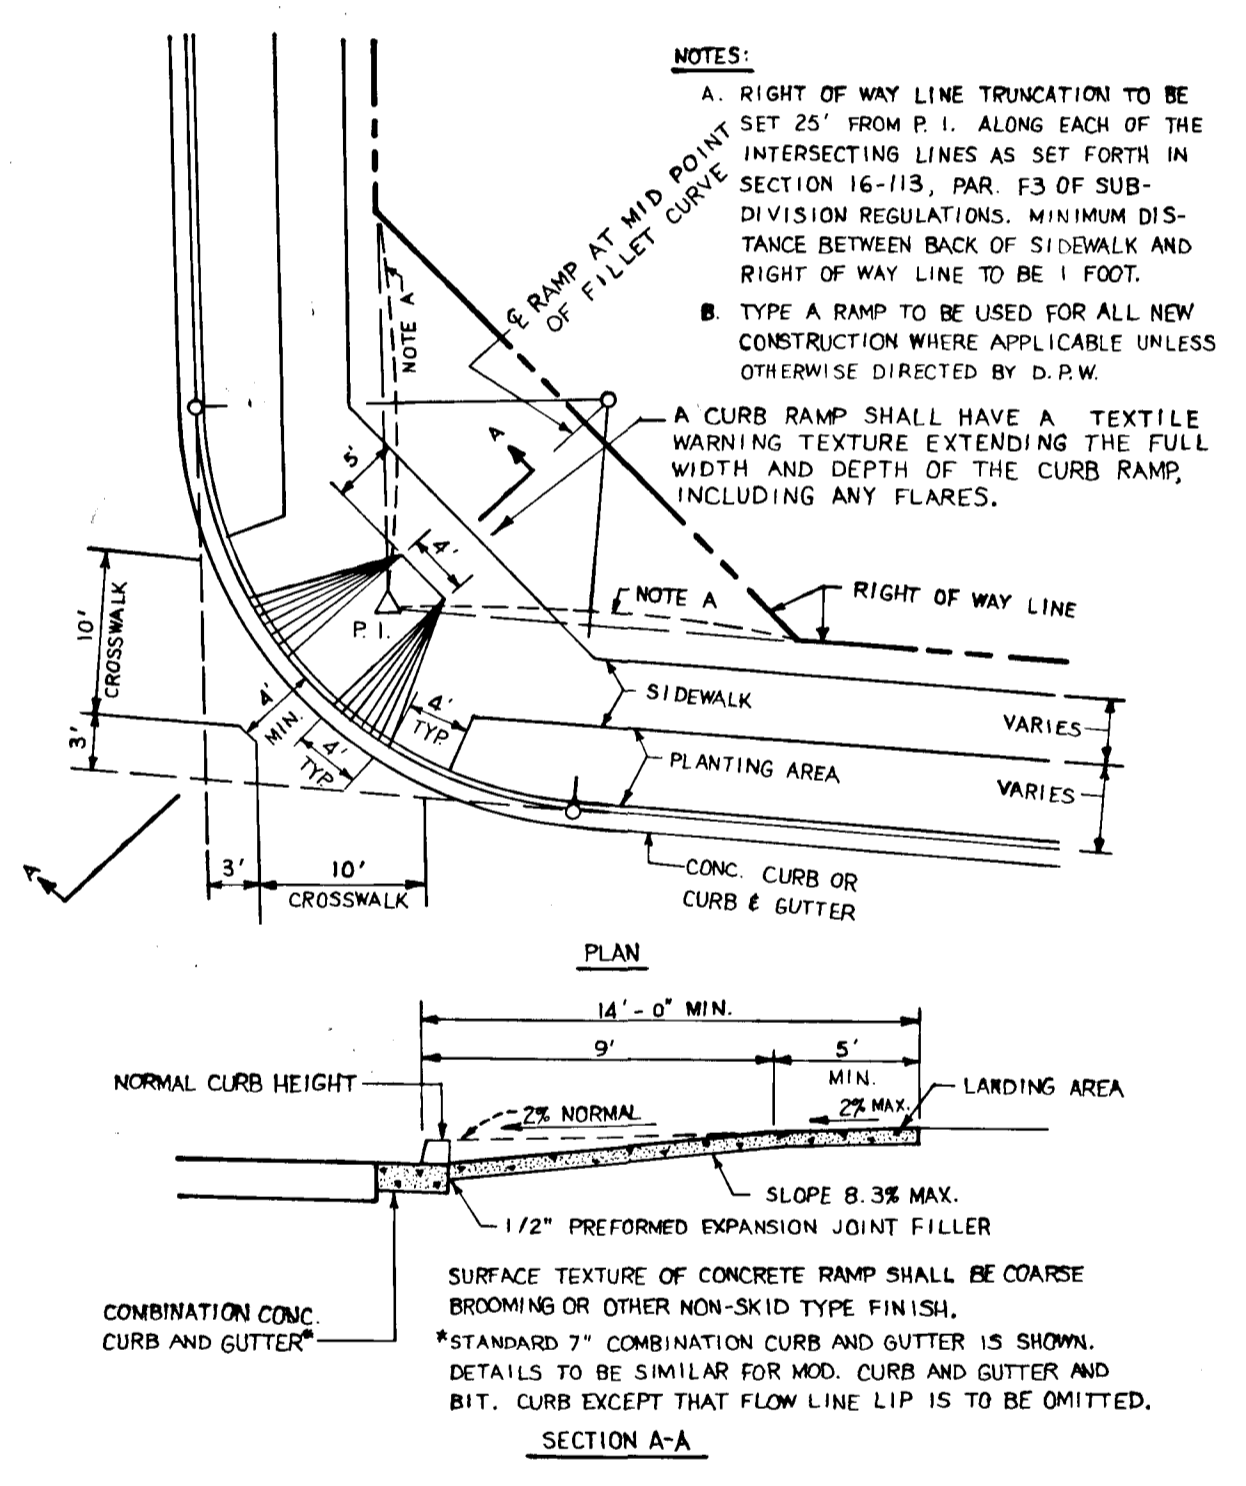 NOTES:
A. RIGHT OF WAY LINE TRUNCATION TO BE
SET 25' FROM P. I. ALONG EACH OF THE
INTERSECTING LINES AS SET FORTH IN
SECTION 16-113, PAR. F3 OF SUB-
DIVISION REGULATIONS. MINIMUM DIS-
TANCE BETWEEN BACK OF SIDEWALK AND
RIGHT OF WAY LINE TO BE 1 FOOT.
B. TYPE A RAMP TO BE USED FOR ALL NEW
CONSTRUCTION WHERE APPLICABLE UNLESS
OTHERWISE DIRECTED BY D.P.W.
℄ RAMP AT MID POINT
OF FILLET CURVE
NOTE A
A CURB RAMP SHALL HAVE A TEXTILE
WARNING TEXTURE EXTENDING THE FULL
WIDTH AND DEPTH OF THE CURB RAMP,
INCLUDING ANY FLARES.
A
5'
4'
10'
CROSSWALK
P. I.
NOTE A
RIGHT OF WAY LINE
SIDEWALK
VARIES
3'
4'
MIN.
4'
TYP.
4'
TYP.
PLANTING AREA
VARIES
A
3'
10'
CROSSWALK
CONC. CURB OR
CURB & GUTTER
PLAN
14'-0" MIN.
9'
5'
MIN.
NORMAL CURB HEIGHT
2% NORMAL
2% MAX.
LANDING AREA
SLOPE 8.3% MAX.
1/2" PREFORMED EXPANSION JOINT FILLER
SURFACE TEXTURE OF CONCRETE RAMP SHALL BE COARSE
BROOMING OR OTHER NON-SKID TYPE FINISH.
COMBINATION CONC.
CURB AND GUTTER*
*STANDARD 7" COMBINATION CURB AND GUTTER IS SHOWN.
DETAILS TO BE SIMILAR FOR MOD. CURB AND GUTTER AND
BIT. CURB EXCEPT THAT FLOW LINE LIP IS TO BE OMITTED.
SECTION A-A